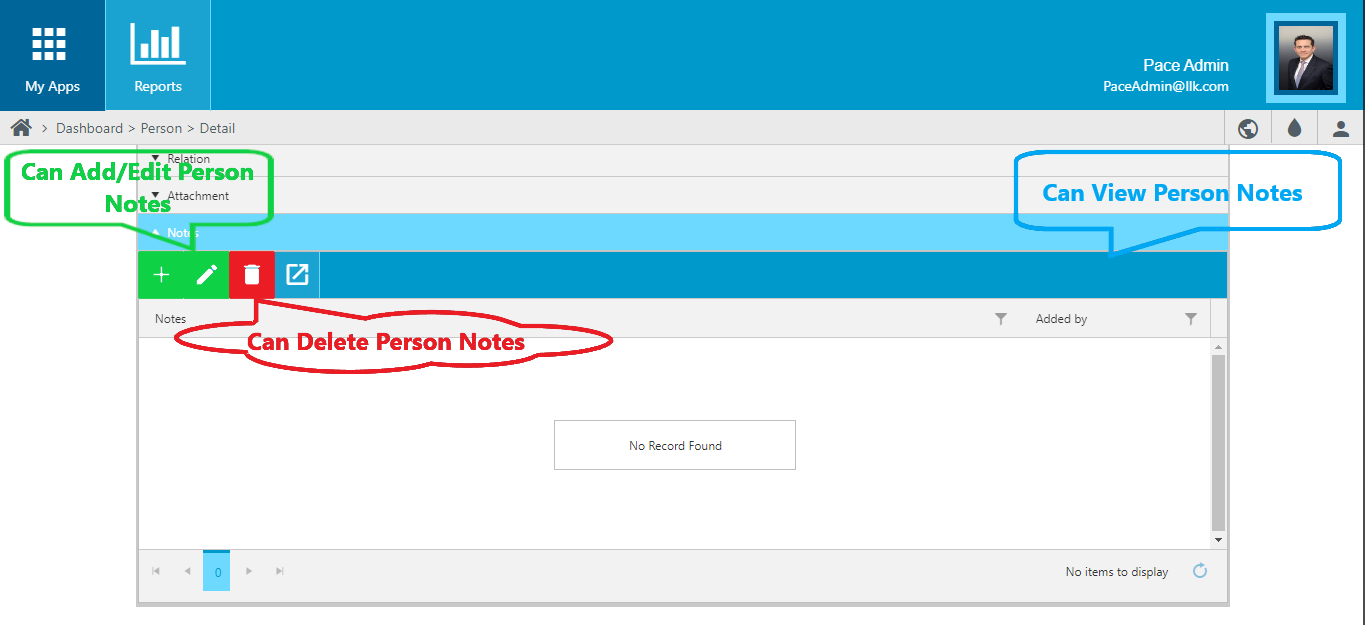 My Apps
Reports
Pace Admin
PaceAdmin@llk.com
> Dashboard > Person > Detail
Relation
Can Add/Edit Person
Notes
Attachment
Can View Person Notes
Notes
Notes
Added by
Can Delete Person Notes
No Record Found
0
No items to display